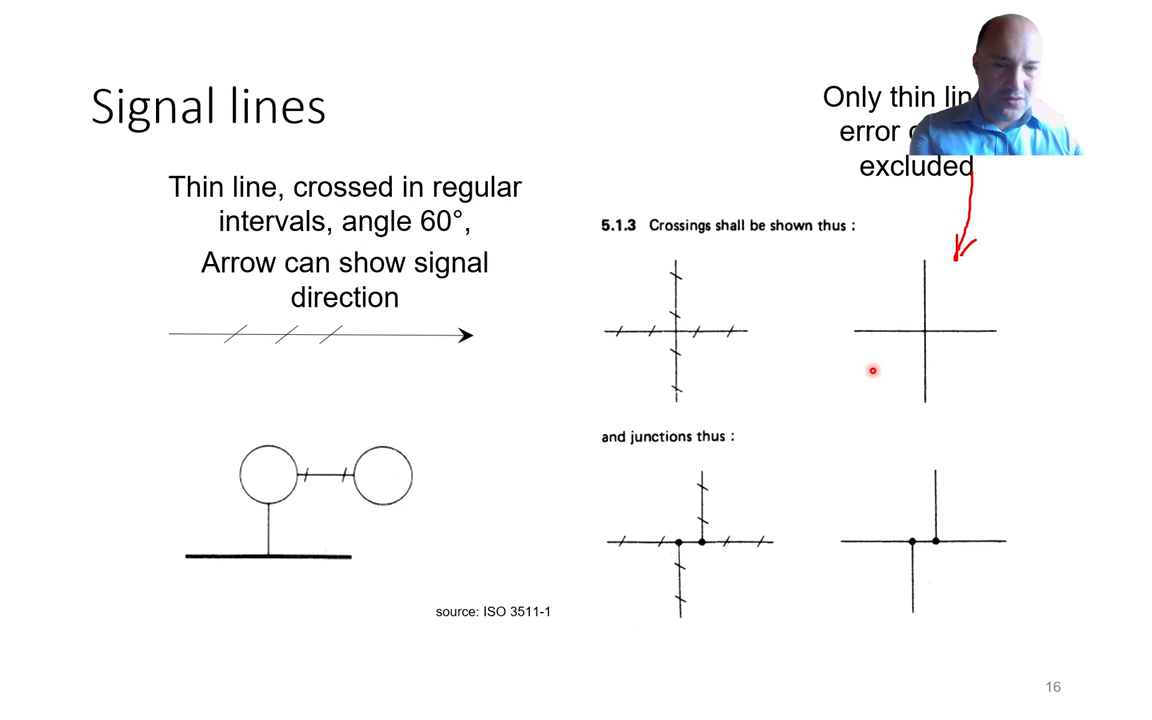 Signal lines
Only thin
error
excluded
Thin line, crossed in regular
intervals, angle 60°,
Arrow can show signal
direction
5.1.3 Crossings shall be shown thus :
and junctions thus :
source: ISO 3511-1
16